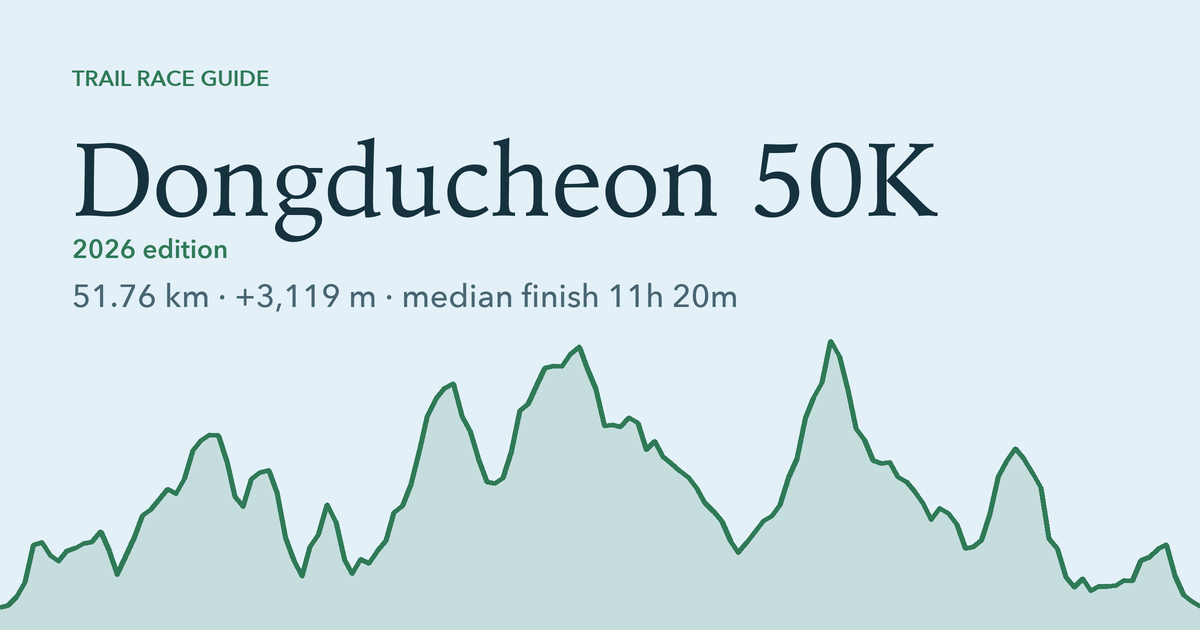 TRAIL RACE GUIDE
Dongducheon 50K
2026 edition
51.76 km · +3,119 m · median finish 11h 20m